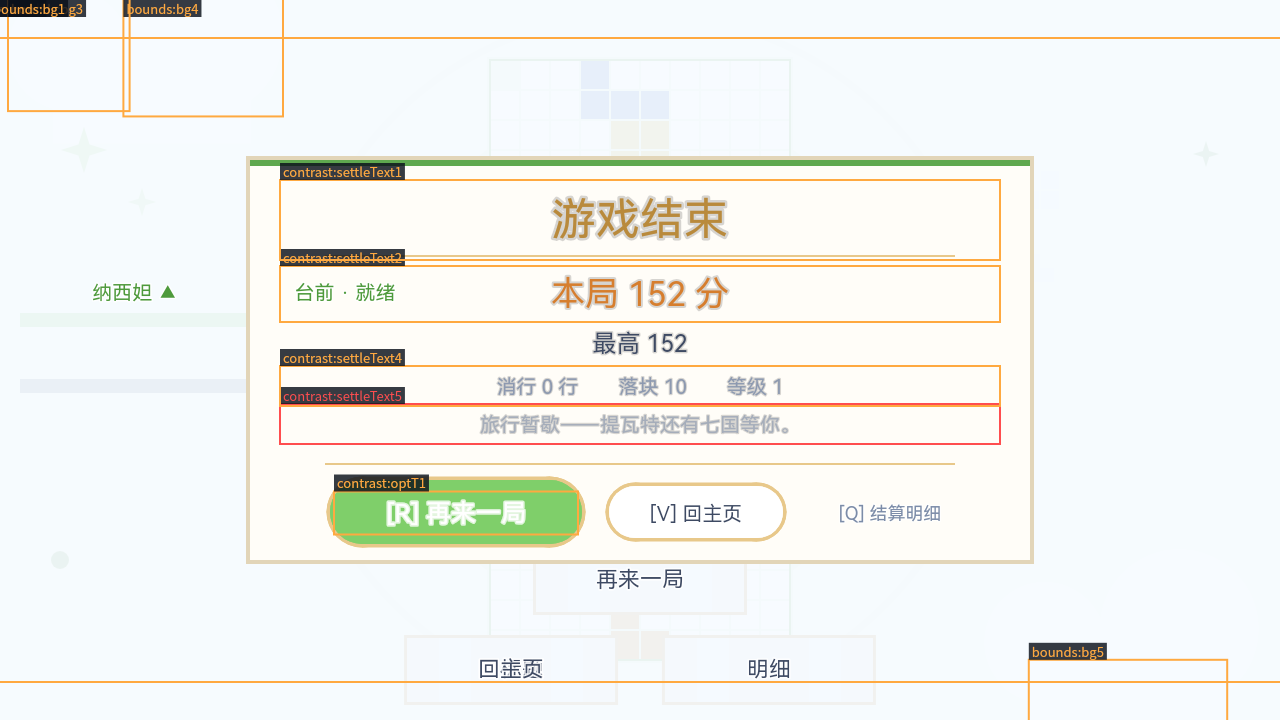 ounds:bg1 g3
bounds:bg4
contrast:settleText1
游戏结束
contrast:settleText2
纳西妲 ▲
台前 · 就绪
本局 152 分
最高 152
contrast:settleText4
消行 0 行 落块 10 等级 1
contrast:settleText5
旅行暂歇——提瓦特还有七国等你。
contrast:optT1
[R] 再来一局
[V] 回主页
[Q] 结算明细
再来一局
回主页
明细
bounds:bg5